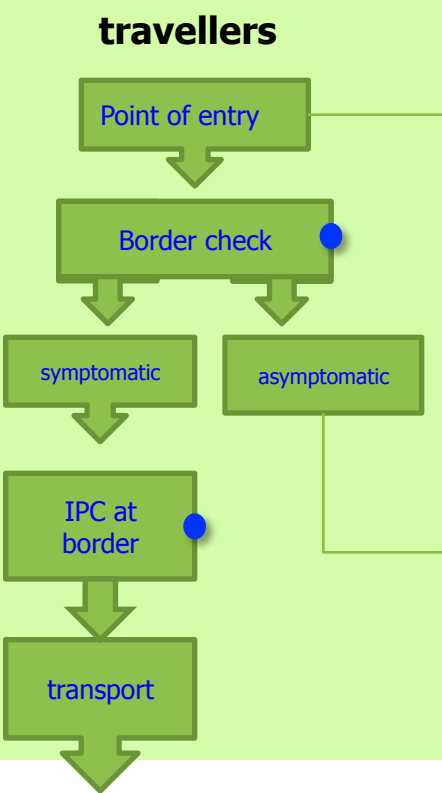 travellers
Point of entry
Border check
symptomatic
asymptomatic
IPC at
border
transport